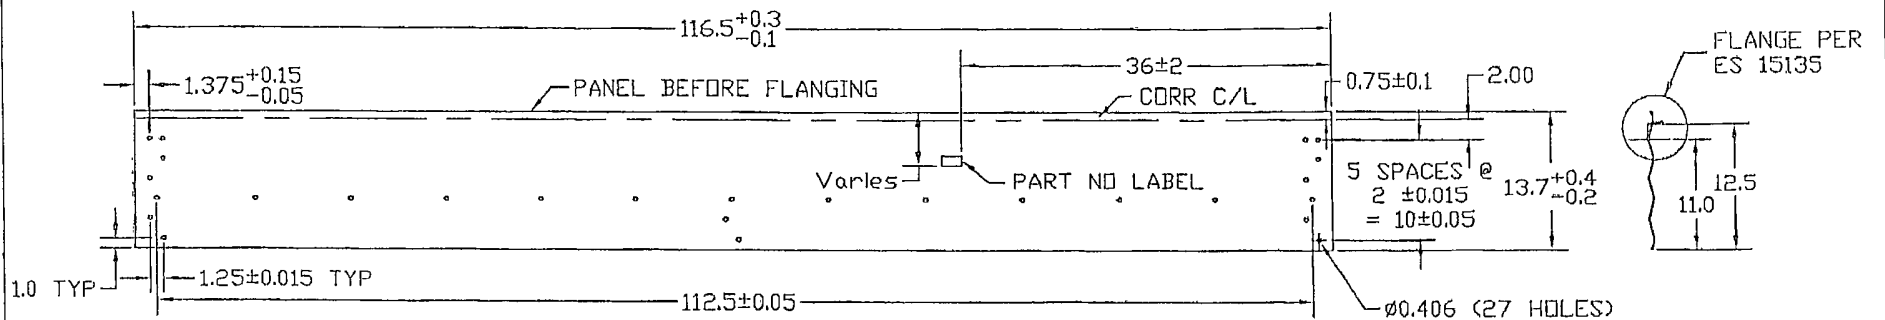 116.5+0.3
-0.1
36±2
FLANGE PER
ES 15135
1.375+0.15
-0.05
PANEL BEFORE FLANGING
CORR C/L
0.75±0.1
2.00
Varies
PART NO LABEL
5 SPACES @
2 ±0.015
= 10±0.05
13.7+0.4
-0.2
11.0
12.5
1.0 TYP
1.25±0.015 TYP
112.5±0.05
ø0.406 (27 HOLES)